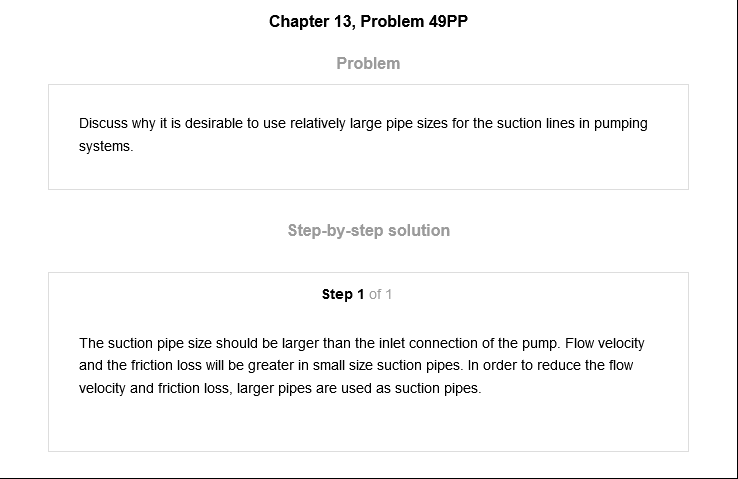 Chapter 13, Problem 49PP
Problem
Discuss why it is desirable to use relatively large pipe sizes for the suction lines in pumping
systems.
Step-by-step solution
Step 1 of 1
The suction pipe size should be larger than the inlet connection of the pump. Flow velocity
and the friction loss will be greater in small size suction pipes. In order to reduce the flow
velocity and friction loss, larger pipes are used as suction pipes.